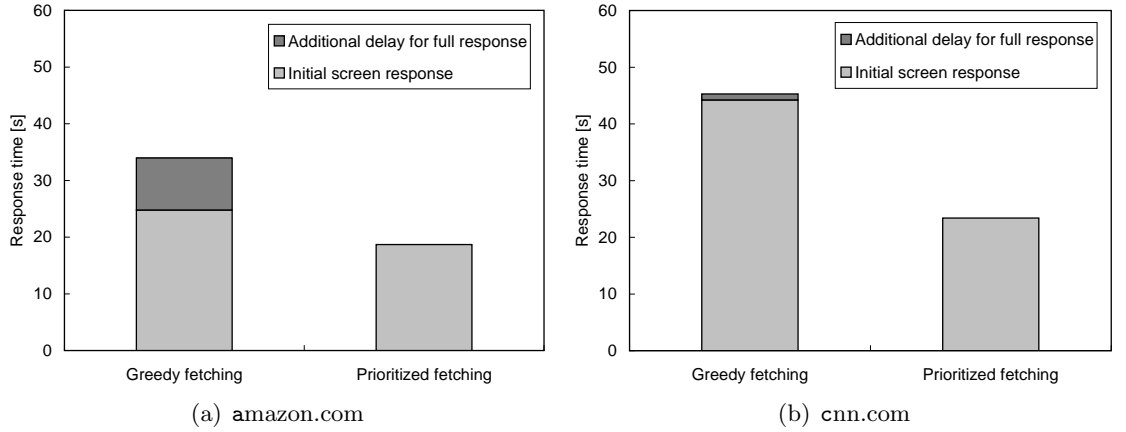 60
50
40
30
20
10
0
Response time [s]
Additional delay for full response
Initial screen response
Greedy fetching
Prioritized fetching
(a) amazon.com
60
50
40
30
20
10
0
Response time [s]
Additional delay for full response
Initial screen response
Greedy fetching
Prioritized fetching
(b) cnn.com